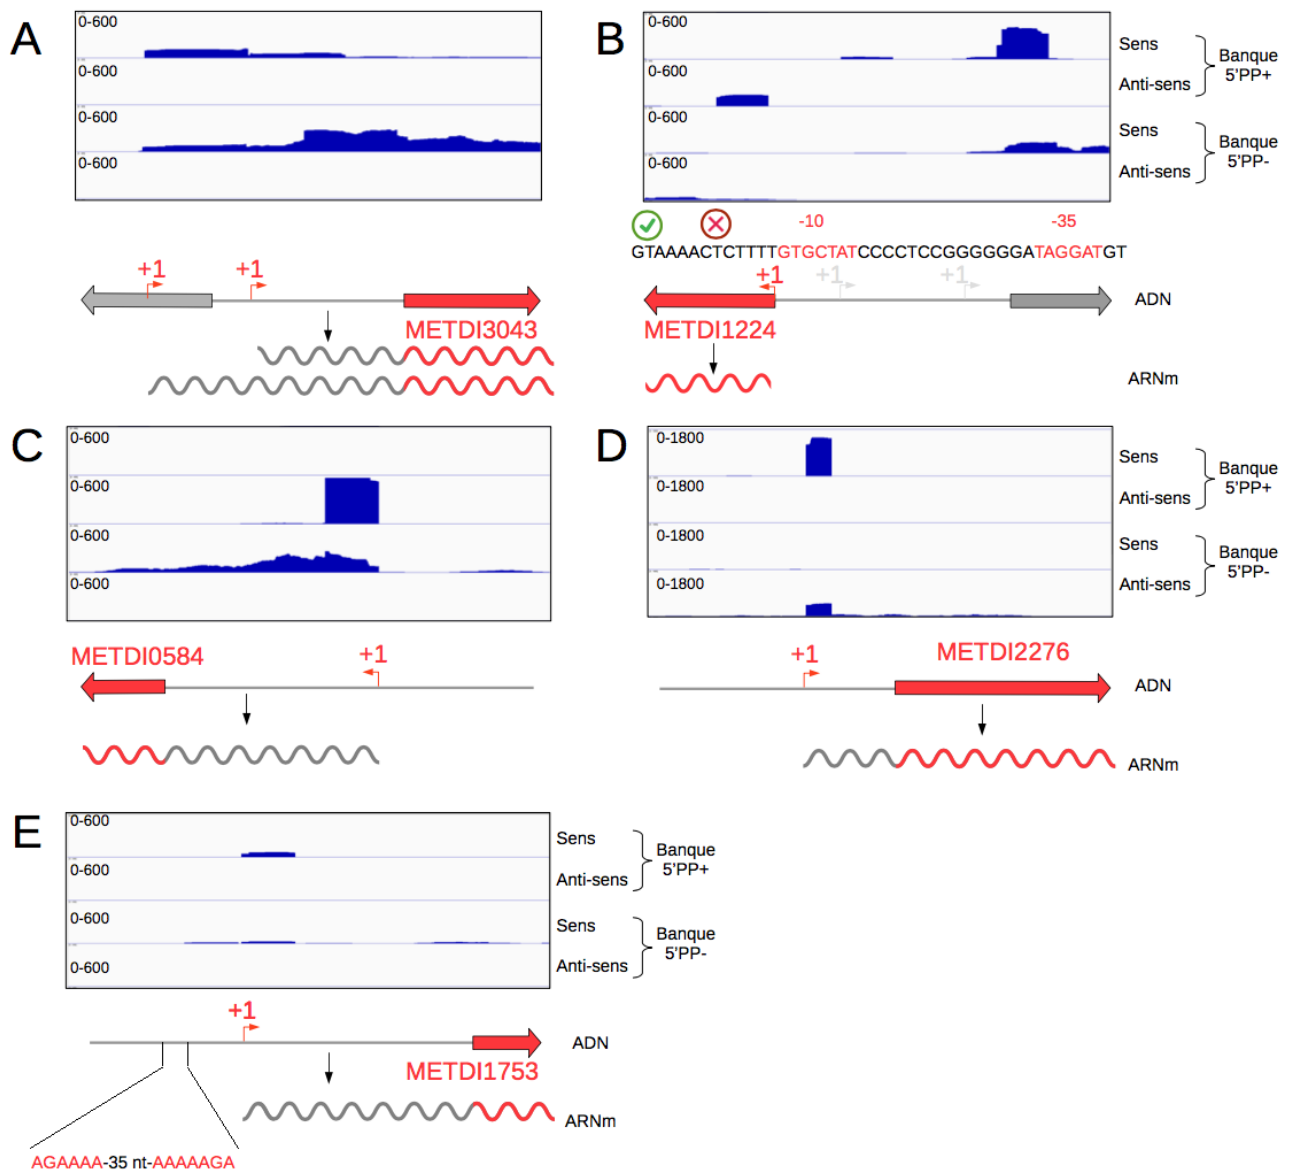 A
0-600
0-600
0-600
0-600
+1
+1
METDI3043
B
0-600
0-600
0-600
0-600
Sens
Anti-sens
Banque
5'PP+
Sens
Anti-sens
Banque
5'PP-
-10
-35
GTAAAACTCTTTTGTGCTATCCCCTCCGGGGGGATAGGATGT
+1
+1
+1
ADN
METDI1224
ARNm
C
0-600
0-600
0-600
0-600
METDI0584
+1
D
0-1800
0-1800
0-1800
0-1800
Sens
Anti-sens
Banque
5'PP+
Sens
Anti-sens
Banque
5'PP-
+1
METDI2276
ADN
ARNm
E
0-600
0-600
0-600
0-600
Sens
Anti-sens
Banque
5'PP+
Sens
Anti-sens
Banque
5'PP-
+1
ADN
METDI1753
ARNm
AGAAAA-35 nt-AAAAAGA